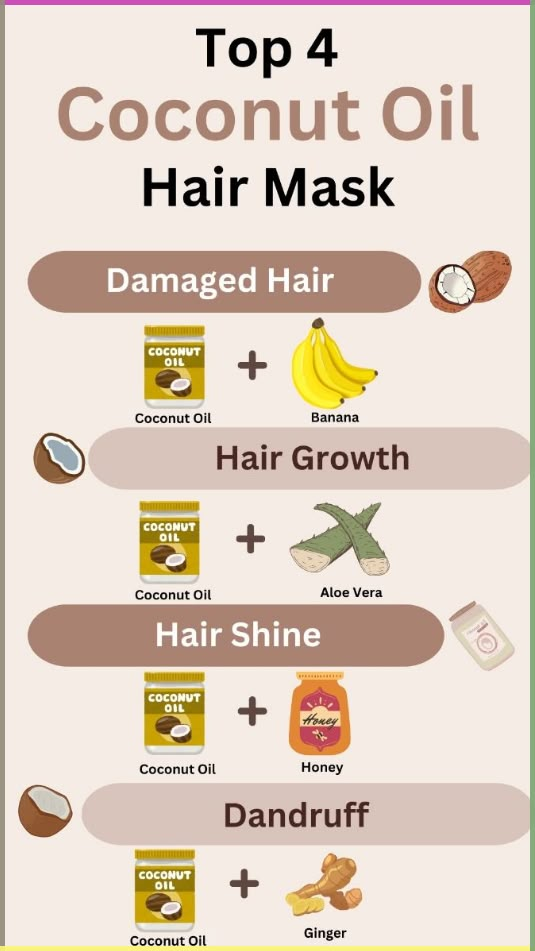 Top 4
Coconut Oil
Hair Mask
Damaged Hair
COCONUT
OIL
Coconut Oil
+
Banana
Hair Growth
COCONUT
OIL
Coconut Oil
+
Aloe Vera
Hair Shine
COCONUT
OIL
Coconut Oil
+
Honey
Honey
Dandruff
COCONUT
OIL
Coconut Oil
+
Ginger